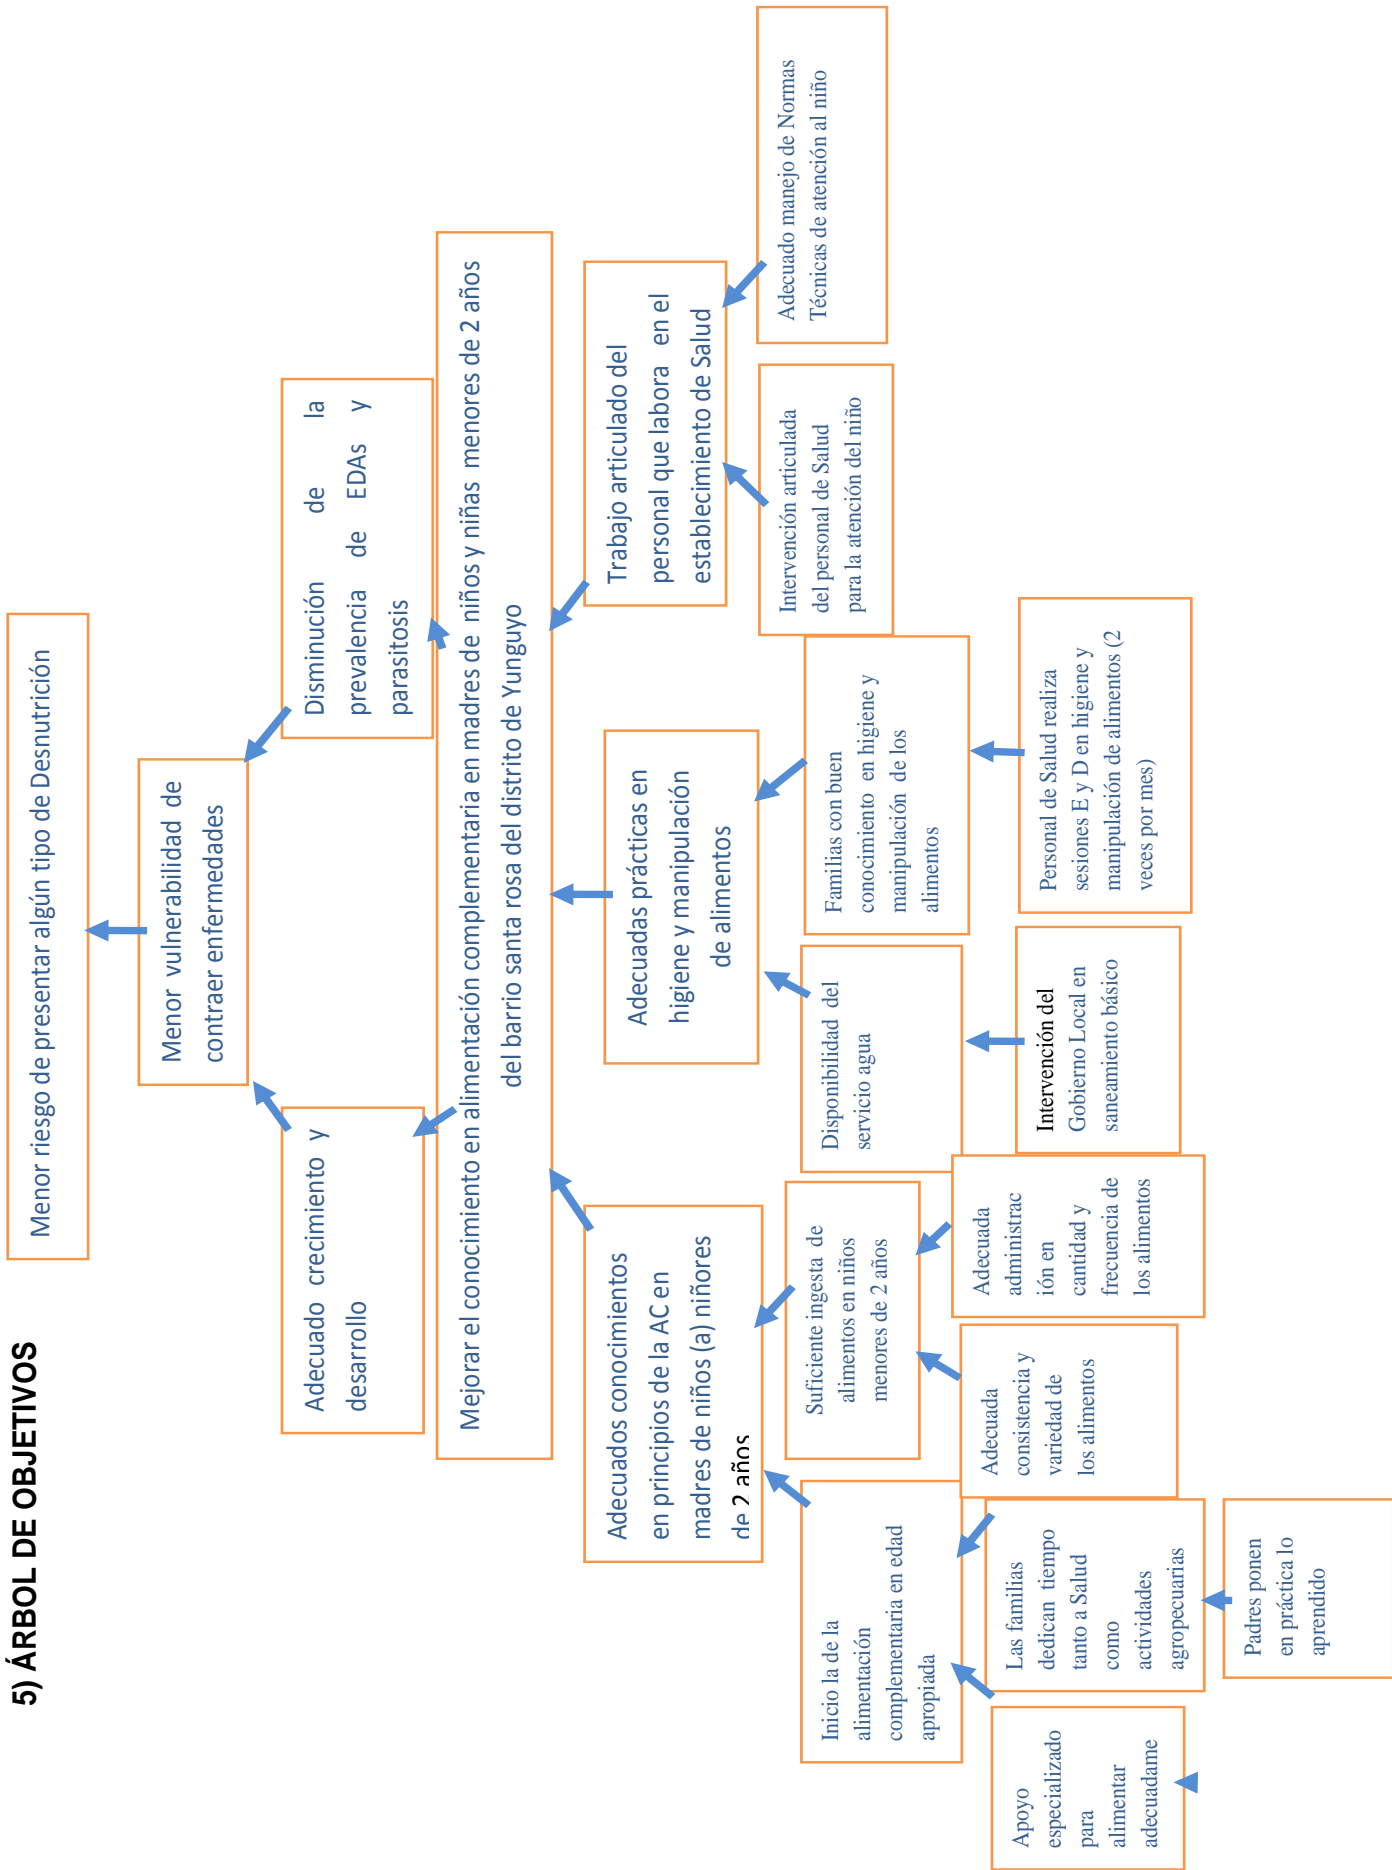 5) ÁRBOL DE OBJETIVOS
Menor riesgo de presentar algún tipo de Desnutrición
Menor vulnerabilidad de
contraer enfermedades
Adecuado crecimiento y
desarrollo
Disminución de la
prevalencia de EDAs y
parasitosis
Mejorar el conocimiento en alimentación complementaria en madres de niños y niñas menores de 2 años
del barrio santa rosa del distrito de Yunguyo
Adecuados conocimientos
en principios de la AC en
madres de niños (a) niñores
de 2 años
Adecuadas prácticas en
higiene y manipulación
de alimentos
Trabajo articulado del
personal que labora en el
establecimiento de Salud
Inicio la de la
alimentación
complementaria en edad
apropiada
Suficiente ingesta de
alimentos en niños
menores de 2 años
Disponibilidad del
servicio agua
Familias con buen
conocimiento en higiene y
manipulación de los
alimentos
Intervención articulada
del personal de Salud
para la atención del niño
Adecuado manejo de Normas
Técnicas de atención al niño
Apoyo
especializado
para
alimentar
adecuadame
Las familias
dedican tiempo
tanto a Salud
como
actividades
agropecuarias
Adecuada
consistencia y
variedad de
los alimentos
Adecuada
administrac
ión en
cantidad y
frecuencia de
los alimentos
Intervención del
Gobierno Local en
saneamiento básico
Personal de Salud realiza
sesiones E y D en higiene y
manipulación de alimentos (2
veces por mes)
Padres ponen
en práctica lo
aprendido